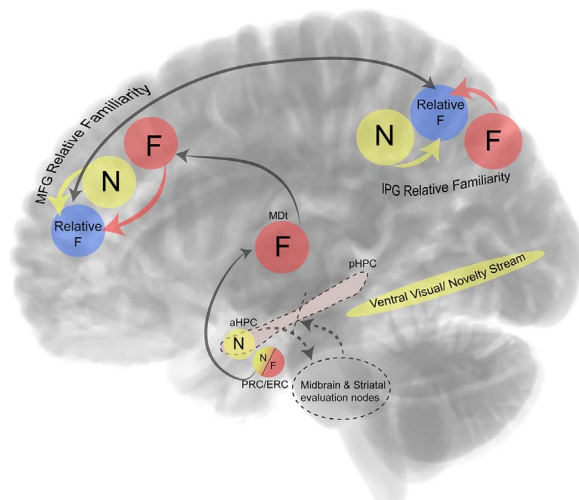 MFG Relative Familiarity
F
N
Relative
F
Relative
F
N
F
IPG Relative Familiarity
MDt
F
pHPC
Ventral Visual/ Novelty Stream
aHPC
N
N
F
PRC/ERC
Midbrain & Striatal
evaluation nodes